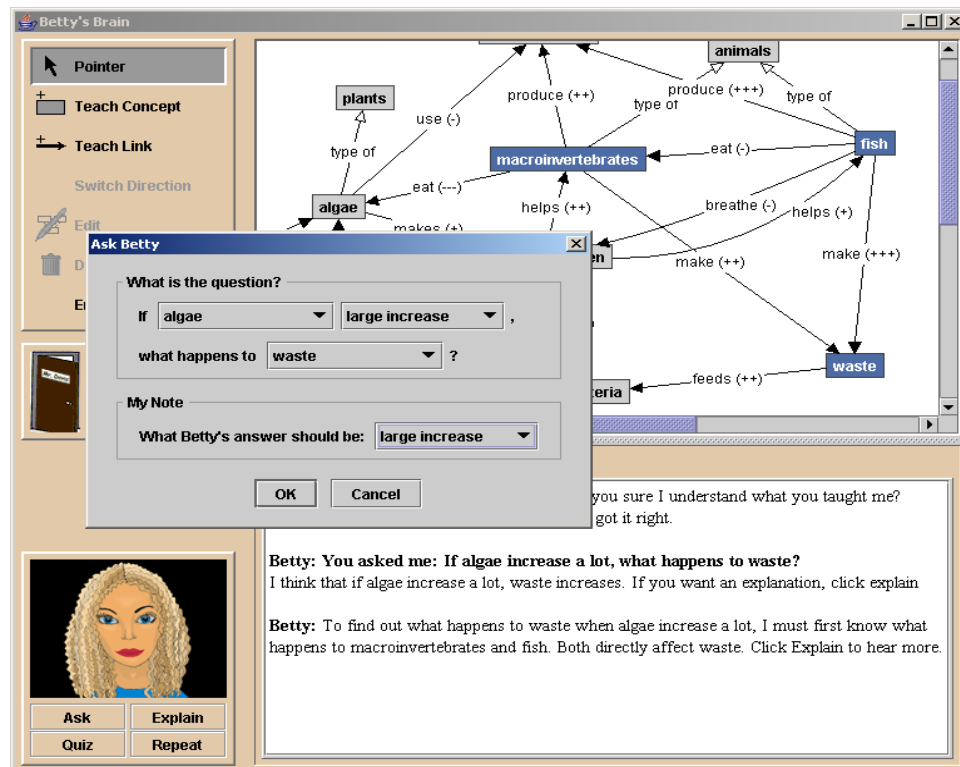 Betty's Brain
Pointer
Teach Concept
Teach Link
Switch Direction
Edit
D
E
Mr. Davis
animals
plants
produce (++)
produce (+++)
type of
type of
use (-)
type of
macroinvertebrates
fish
eat (-)
eat (---)
algae
helps (++)
breathe (-)
helps (+)
makes (+)
en
make (++)
make (+++)
waste
feeds (++)
teria
Ask Betty
What is the question?
If algae large increase ,
what happens to waste ?
My Note
What Betty's answer should be: large increase
OK
Cancel
you sure I understand what you taught me?
got it right.
Betty: You asked me: If algae increase a lot, what happens to waste?
I think that if algae increase a lot, waste increases. If you want an explanation, click explain
Betty: To find out what happens to waste when algae increase a lot, I must first know what
happens to macroinvertebrates and fish. Both directly affect waste. Click Explain to hear more.
Ask
Explain
Quiz
Repeat